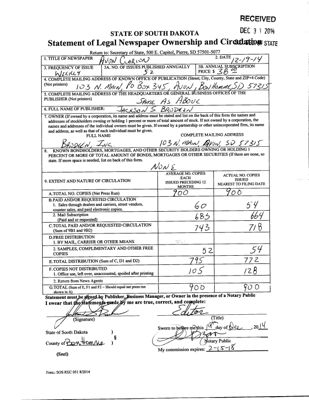 RECEIVED
DEC 31 2014
STATE OF SOUTH DAKOTA
Statement of Legal Newspaper Ownership and Circulation STATE
Return to: Secretary of State, 500 E. Capitol, Pierre, SD 57501-5077
1. TITLE OF NEWSPAPER
AVON CLARION
2. DATE
12-19-14
3. FREQUENCY OF ISSUE
WEEKLY
3A. NO. OF ISSUES PUBLISHED ANNUALLY
52
3B. ANNUAL SUBSCRIPTION PRICE $
4. COMPLETE MAILING ADDRESS OF KNOWN OFFICE OF PUBLICATION (Street, City, County, State and ZIP+4 Code)
(Not printers)
103 N. MAIN PO BOX 345 AVON, BON HOMME, SD 57315
5. COMPLETE MAILING ADDRESS OF THE HEADQUARTERS OR GENERAL BUSINESS OFFICES OF THE
PUBLISHER (Not printers)
SAME AS ABOVE
6. FULL NAME OF PUBLISHER:
JACKSON S.
7. OWNER (If owned by a corporation, its name and address must be stated and also on the back of this form the names and
addresses of stockholders owning or holding 1 percent or more of total amount of stock. If not owned by a corporation, the
names and addresses of the individual owners must be given. If owned by a partnership or other unincorporated firm, its name
and address, as well as that of each individual must be given.
FULL NAME
COMPLETE MAILING ADDRESS
INC.
103 N. MAIN, AVON, SD 57315
8. KNOWN BONDHOLDERS, MORTGAGEES, AND OTHER SECURITY HOLDERS OWNING OR HOLDING 1
PERCENT OR MORE OF TOTAL AMOUNT OF BONDS, MORTGAGES OR OTHER SECURITIES (If there are none, so
state. If more space is needed, list on back of this form.
NONE
9. EXTENT AND NATURE OF CIRCULATION
AVERAGE NO. COPIES EACH ISSUED PRECEDING 12 MONTHS
ACTUAL NO. COPIES ISSUED NEAREST TO FILING DATE
A. TOTAL NO. COPIES (Net Press Run)
900
900
B. PAID AND/OR REQUESTED CIRCULATION
1. Sales through dealers and carriers, street vendors,
counter sales, and paid electronic copies.
60
54
2. Mail Subscription
(Paid and or requested)
683
664
C. TOTAL PAID AND/OR REQUESTED CIRCULATION
(Sum of 9B1 and 9B2)
743
718
D. FREE DISTRIBUTION
1. BY MAIL, CARRIER OR OTHER MEANS
2. SAMPLES, COMPLIMENTARY AND OTHER FREE
COPIES
52
54
E. TOTAL DISTRIBUTION (Sum of C, D1 and D2)
795
772
F. COPIES NOT DISTRIBUTED
1. Office use, left over, unaccounted, spoiled after printing
105
128
2. Return from News Agents
G. TOTAL (Sum of E, F1 and F2 - Should equal net press run
shown in A)
900
900
Statement must be signed by Publisher, Business Manager, or Owner in the presence of a Notary Public
I swear that the statements made by me are true, correct, and complete:
Editor
(Signature)
(Title)
State of South Dakota )
Sworn to before me this day of Dec, 2014
§
County of Bon Homme )
Notary Public
(Seal)
My commission expires: 2-15-18